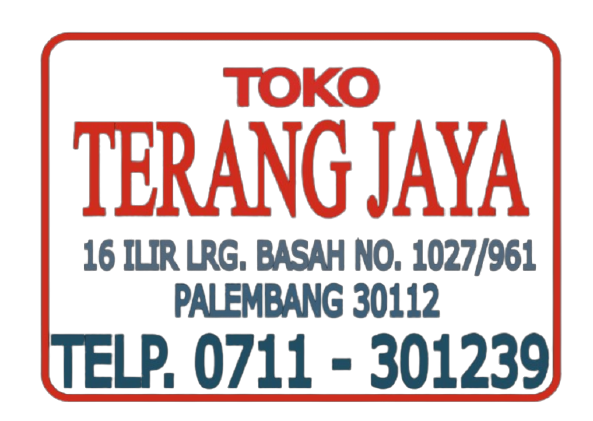 TOKO
TERANG JAYA
16 ILIR LRG. BASAH NO. 1027/961
PALEMBANG 30112
TELP. 0711 - 301239